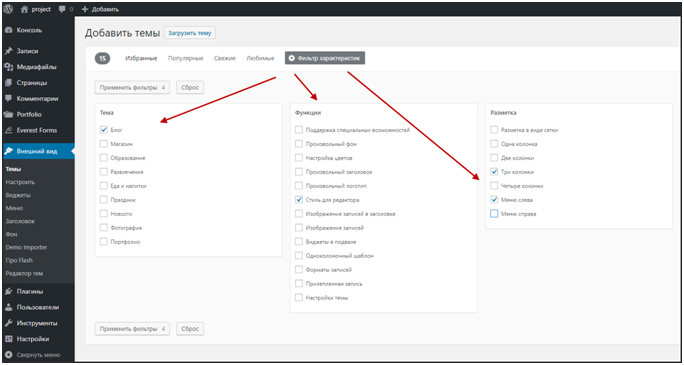 project 0 Добавить
Консоль
Записи
Медиафайлы
Страницы
Комментарии
Portfolio
Everest Forms
Внешний вид
Темы
Настроить
Виджеты
Меню
Заголовок
Фон
Demo Importer
Про Flash
Редактор тем
Плагины
Пользователи
Инструменты
Настройки
Свернуть меню
Добавить темы Загрузить тему
15 Избранные Популярные Свежие Любимые Фильтр характеристик
Применить фильтры 4 Сброс
Тема
Блог
Магазин
Образование
Развлечения
Еда и напитки
Праздник
Новости
Фотография
Портфолио
Функции
Поддержка специальных возможностей
Произвольный фон
Настройка цветов
Произвольный заголовок
Произвольный логотип
Стиль для редактора
Изображения записей в заголовке
Изображения записей
Виджеты в подвале
Одноколоночный шаблон
Форматы записей
Прилепленная запись
Настройки темы
Разметка
Разметка в виде сетки
Одна колонка
Две колонки
Три колонки
Четыре колонки
Меню слева
Меню справа
Применить фильтры 4 Сброс